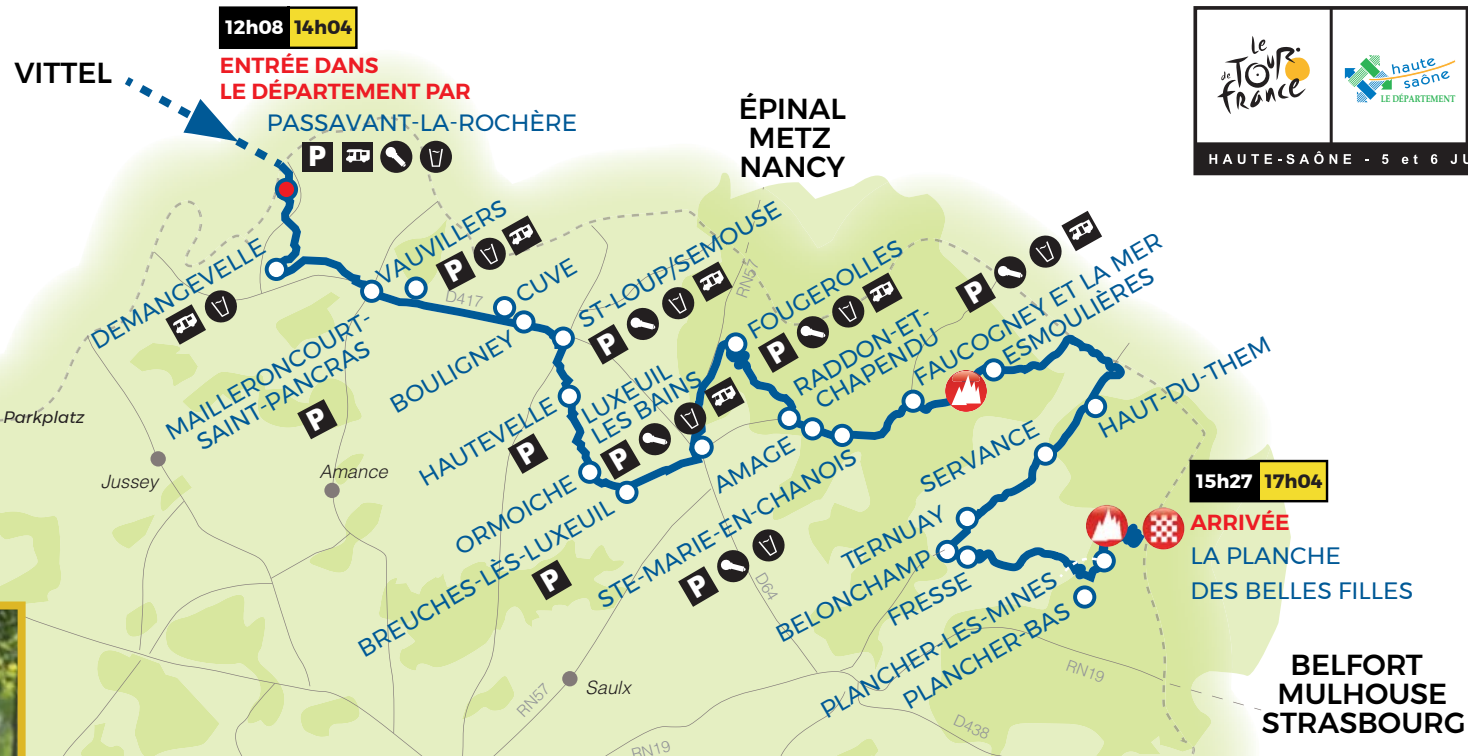 12h08 14h04
ENTRÉE DANS
LE DÉPARTEMENT PAR
PASSAVANT-LA-ROCHÈRE
P
VITTEL
ÉPINAL
METZ
NANCY
Le
TOUR
de
france
haute
saône
LE DÉPARTEMENT
HAUTE-SAÔNE - 5 et 6 JU
DEMANGEVELLE
VAUVILLERS
P
D417
CUVE
ST-LOUP/SEMOUSE
P
RN57
FOUGEROLLES
P
RADDON-ET-
CHAPENDU
FAUCOGNEY ET LA MER
P
ESMOULIÈRES
HAUT-DU-THEM
MAILLERONCOURT-
SAINT-PANCRAS
P
BOULIGNEY
HAUTEVELLE
P
LUXEUIL
LES BAINS
P
AMAGE
SERVANCE
Parkplatz
Jussey
Amance
ORMOICHE
BREUCHES-LÈS-LUXEUIL
P
STE-MARIE-EN-CHANOIS
P
D64
TERNUAY
BELONCHAMP
FRESSE
PLANCHER-LES-MINES
PLANCHER-BAS
15h27 17h04
ARRIVÉE
LA PLANCHE
DES BELLES FILLES
BELFORT
MULHOUSE
STRASBOURG
RN19
D438
Saulx
RN57
RN19